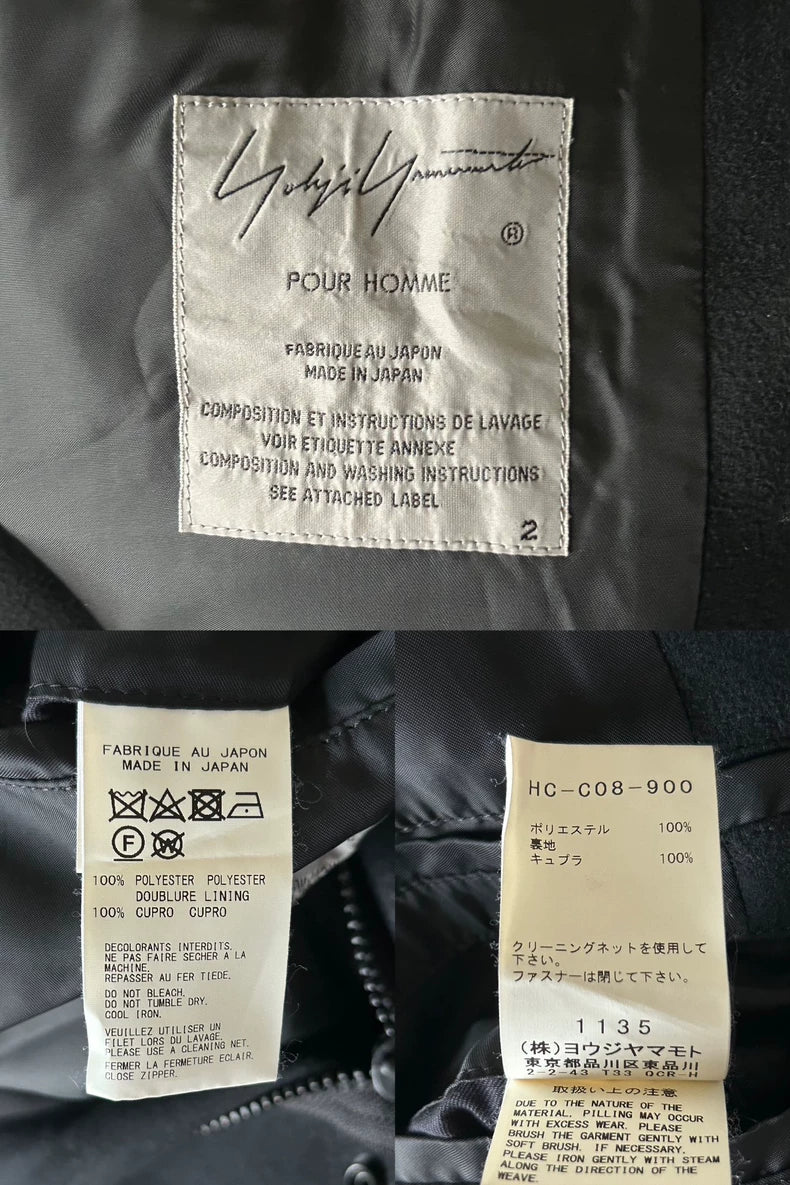 Yohji Yamamoto
®
POUR HOMME
FABRIQUE AU JAPON
MADE IN JAPAN
COMPOSITION ET INSTRUCTIONS DE LAVAGE
VOIR ETIQUETTE ANNEXE
COMPOSITION AND WASHING INSTRUCTIONS
SEE ATTACHED LABEL
2
FABRIQUE AU JAPON
MADE IN JAPAN
F W
100% POLYESTER POLYESTER
DOUBLURE LINING
100% CUPRO CUPRO
DECOLORANTS INTERDITS.
NE PAS FAIRE SECHER A LA
MACHINE.
REPASSER AU FER TIEDE.
DO NOT BLEACH.
DO NOT TUMBLE DRY.
COOL IRON.
VEUILLEZ UTILISER UN
FILET LORS DU LAVAGE.
PLEASE USE A CLEANING NET.
FERMER LA FERMETURE ECLAIR.
CLOSE ZIPPER.
HC-C08-900
ポリエステル 100%
裏地
キュプラ 100%
クリーニングネットを使用して
下さい。
ファスナーは閉じて下さい。
1135
(株)ヨウジヤマモト
東京都品川区東品川
2-2-43 T33 OCR-H
取扱い上の注意
DUE TO THE NATURE OF THE
MATERIAL, PILLING MAY OCCUR
WITH EXCESS WEAR. PLEASE
BRUSH THE GARMENT GENTLY WITH
SOFT BRUSH. IF NECESSARY,
PLEASE IRON GENTLY WITH STEAM
ALONG THE DIRECTION OF THE
WEAVE.